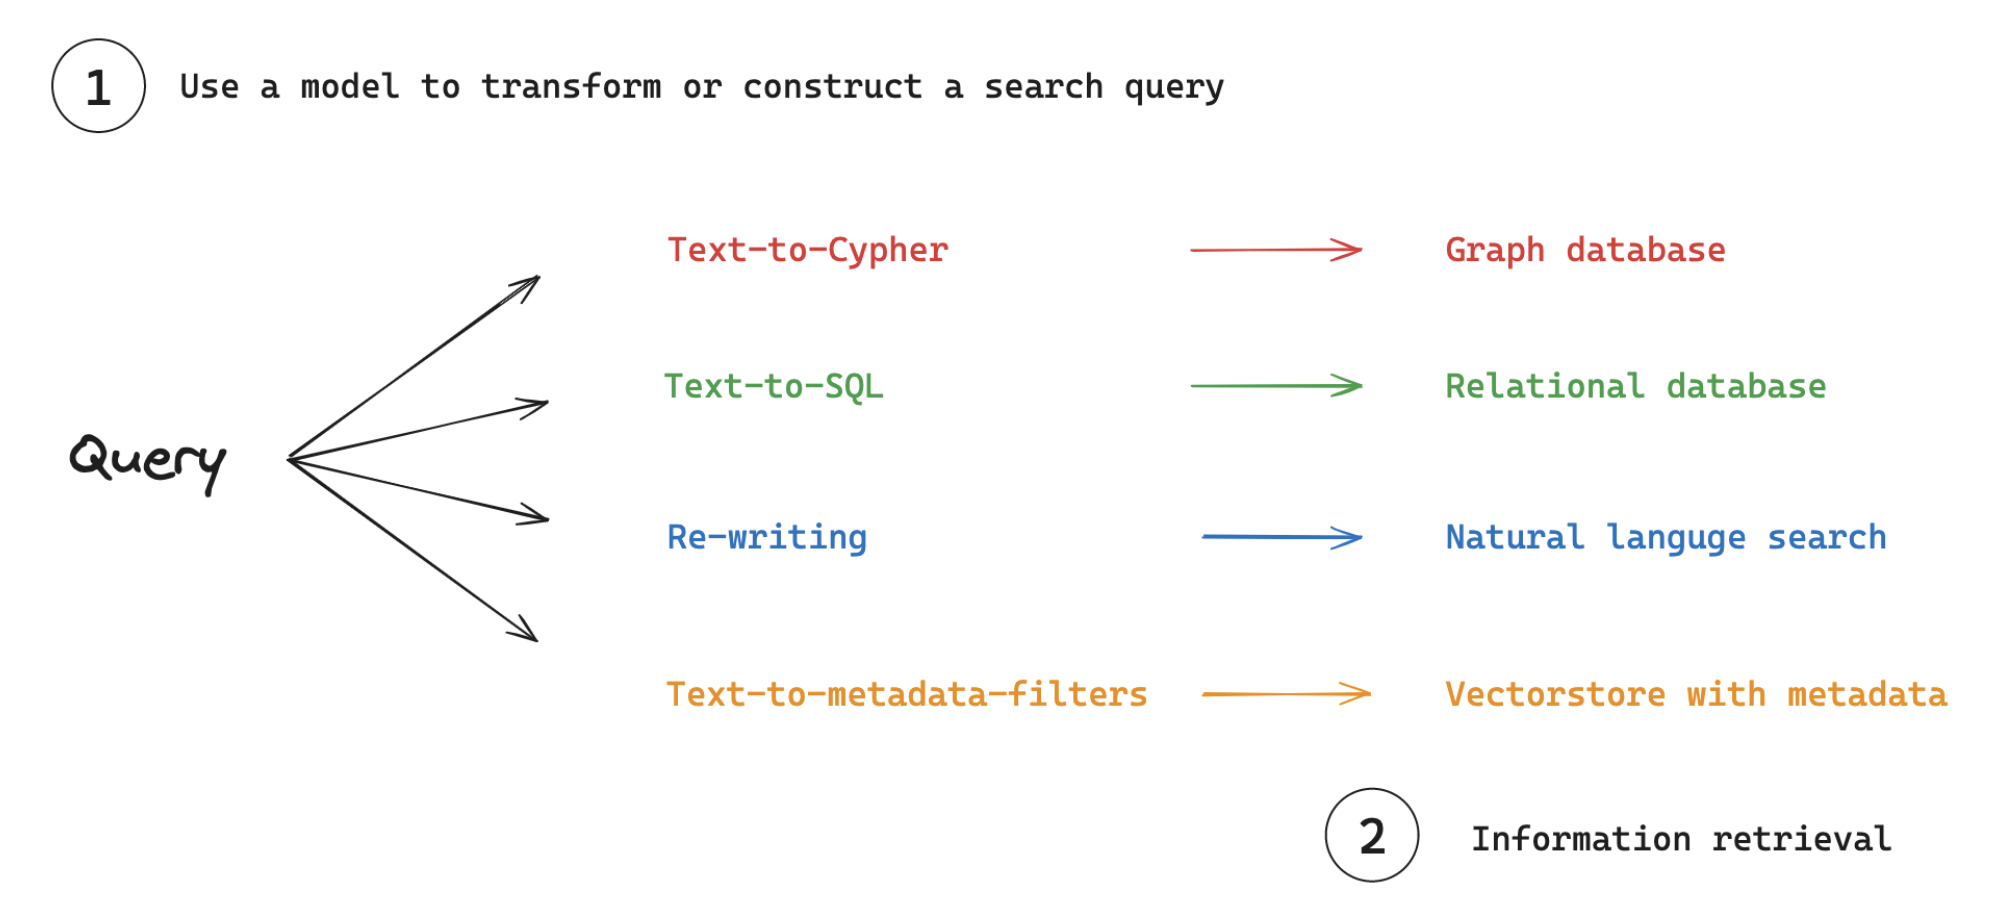 1 Use a model to transform or construct a search query
Text-to-Cypher Graph database
Text-to-SQL Relational database
Query
Re-writing Natural languge search
Text-to-metadata-filters Vectorstore with metadata
2 Information retrieval